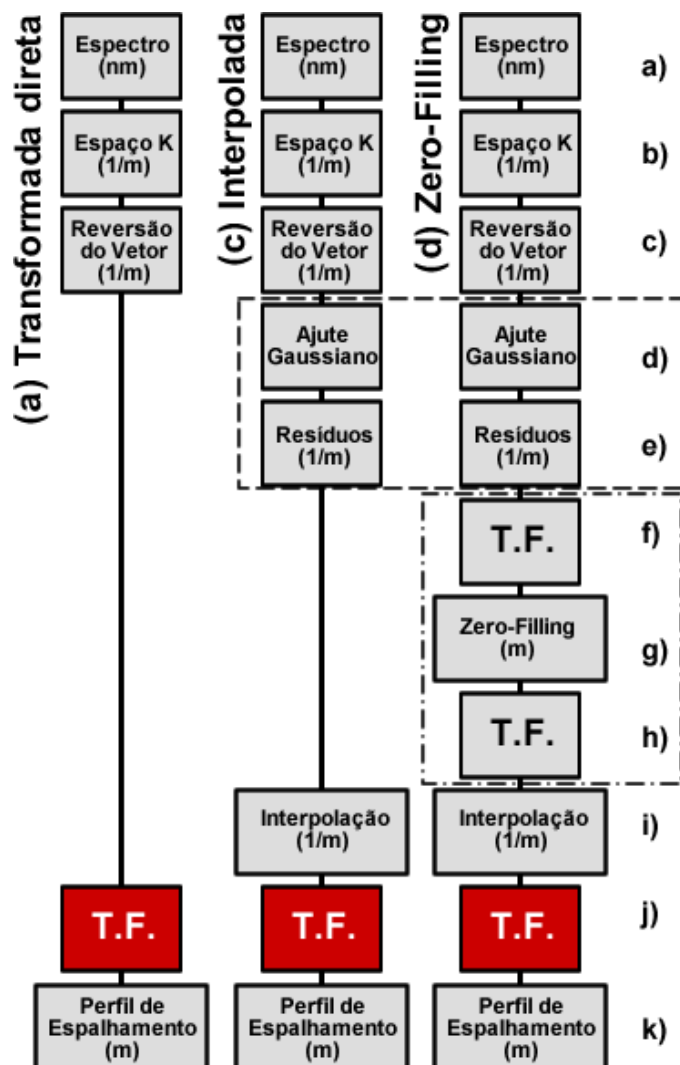 (a) Transformada direta
Espectro
(nm)
Espaço K
(1/m)
Reversão
do Vetor
(1/m)
T.F.
Perfil de
Espalhamento
(m)
(c) Interpolada
Espectro
(nm)
Espaço K
(1/m)
Reversão
do Vetor
(1/m)
Ajute
Gaussiano
Resíduos
(1/m)
Interpolação
(1/m)
T.F.
Perfil de
Espalhamento
(m)
(d) Zero-Filling
Espectro
(nm)
Espaço K
(1/m)
Reversão
do Vetor
(1/m)
Ajute
Gaussiano
Resíduos
(1/m)
T.F.
Zero-Filling
(m)
T.F.
Interpolação
(1/m)
T.F.
Perfil de
Espalhamento
(m)
a)
b)
c)
d)
e)
f)
g)
h)
i)
j)
k)